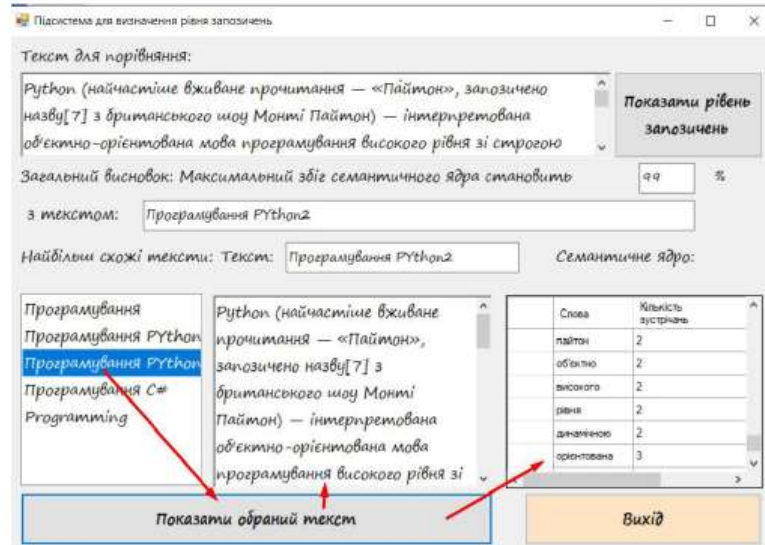 Підсистема для визначення рівня запозичень
Текст для порівняння:
Python (найчастіше вживане прочитання — «Пайтон», запозичено
назву[7] з британського шоу Монті Пайтон) — інтерпретована
об'єктно-орієнтована мова програмування високого рівня зі строгою
Показати рівень
запозичень
Загальний висновок: Максимальний збіг семантичного ядра становить 99 %
з текстом: Програмування PYthon2
Найбільш схожі тексти: Текст: Програмування PYthon2 Семантичне ядро:
Програмування
Програмування PYthon
Програмування PYthon
Програмування C#
Programming
Python (найчастіше вживане
прочитання — «Пайтон»,
запозичено назву[7] з
британського шоу Монті
Пайтон) — інтерпретована
об'єктно-орієнтована мова
програмування високого рівня зі
Слова Кількість зустрічань
пайтон 2
об'єктно 2
високого 2
рівня 2
динамічною 2
орієнтована 3
Показати обраний текст
Вихід